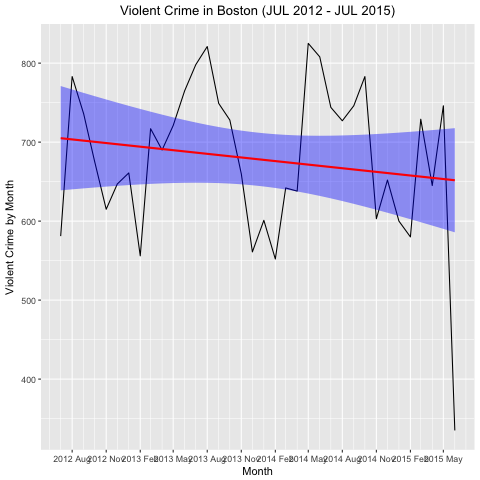 Violent Crime in Boston (JUL 2012 - JUL 2015)
Violent Crime by Month
800
700
600
500
400
2012 Aug 2012 Nov 2013 Feb 2013 May 2013 Aug 2013 Nov 2014 Feb 2014 May 2014 Aug 2014 Nov 2015 Feb 2015 May
Month